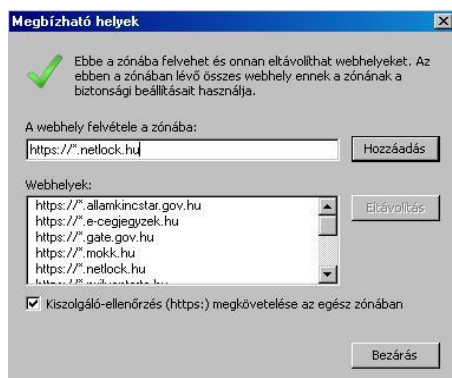 Megbízható helyek
Ebbe a zónába felvehet és onnan eltávolíthat webhelyeket. Az
ebben a zónában lévő összes webhely ennek a zónának a
biztonsági beállításait használja.
A webhely felvétele a zónába:
https://*.netlock.hu
Hozzáadás
Webhelyek:
https://*.allamkincstar.gov.hu
https://*.e-cegjegyzek.hu
https://*.gate.gov.hu
https://*.mokk.hu
https://*.netlock.hu
Eltávolítás
Kiszolgáló-ellenőrzés (https:) megkövetelése az egész zónában
Bezárás